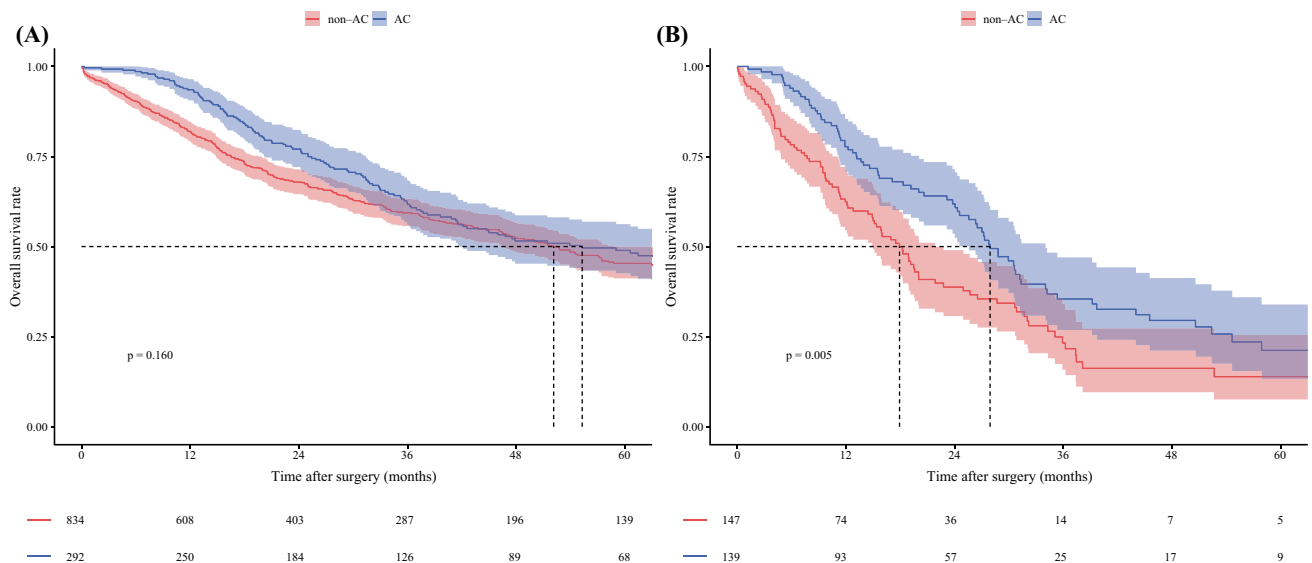 non–AC AC
(A)
Overall survival rate
1.00
0.75
0.50
0.25
0.00
p = 0.160
0 12 24 36 48 60
Time after surgery (months)
834 608 403 287 196 139
292 250 184 126 89 68
non–AC AC
(B)
Overall survival rate
1.00
0.75
0.50
0.25
0.00
p = 0.005
0 12 24 36 48 60
Time after surgery (months)
147 74 36 14 7 5
139 93 57 25 17 9